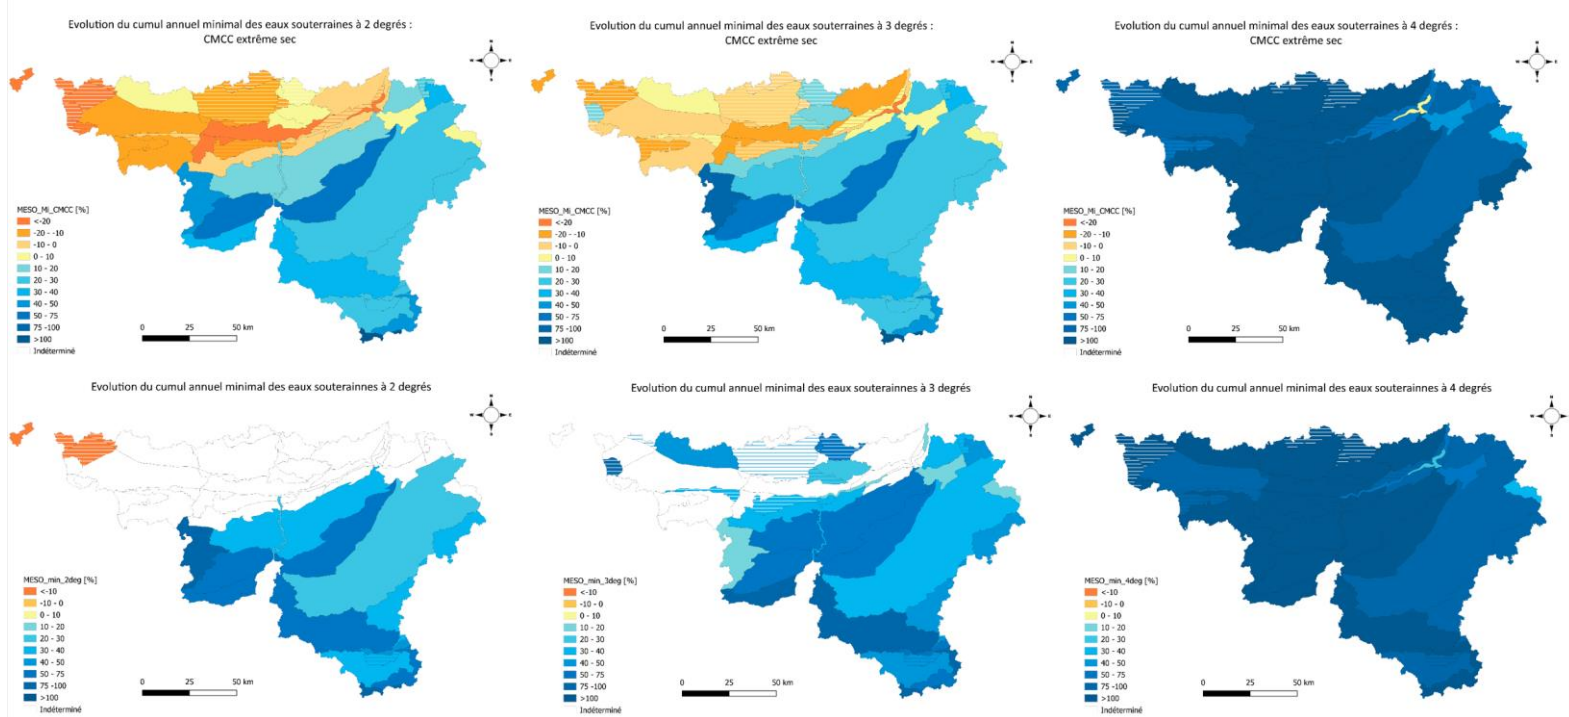 Evolution du cumul annuel minimal des eaux souterraines à 2 degrés :
CMCC extrême sec
N
W
E
S
MESO_Mi_CMCC [%]
<-20
-20 - -10
-10 - 0
0 - 10
10 - 20
20 - 30
30 - 40
40 - 50
50 - 75
75 -100
>100
Indéterminé
0 25 50 km
Evolution du cumul annuel minimal des eaux souterraines à 3 degrés :
CMCC extrême sec
N
W
E
S
MESO_Mi_CMCC [%]
<-20
-20 - -10
-10 - 0
0 - 10
10 - 20
20 - 30
30 - 40
40 - 50
50 - 75
75 -100
>100
Indéterminé
0 25 50 km
Evolution du cumul annuel minimal des eaux souterraines à 4 degrés :
CMCC extrême sec
N
W
E
S
MESO_Mi_CMCC [%]
<-20
-20 - -10
-10 - 0
0 - 10
10 - 20
20 - 30
30 - 40
40 - 50
50 - 75
75 -100
>100
Indéterminé
0 25 50 km
Evolution du cumul annuel minimal des eaux souterainnes à 2 degrés
N
W
E
S
MESO_min_2deg [%]
<-10
-10 - 0
0 - 10
10 - 20
20 - 30
30 - 40
40 - 50
50 - 75
75 -100
>100
Indéterminé
0 25 50 km
Evolution du cumul annuel minimal des eaux souterainnes à 3 degrés
N
W
E
S
MESO_min_3deg [%]
<-10
-10 - 0
0 - 10
10 - 20
20 - 30
30 - 40
40 - 50
50 - 75
75 -100
>100
Indéterminé
0 25 50 km
Evolution du cumul annuel minimal des eaux souterainnes à 4 degrés
N
W
E
S
MESO_min_4deg [%]
<-10
-10 - 0
0 - 10
10 - 20
20 - 30
30 - 40
40 - 50
50 - 75
75 -100
>100
Indéterminé
0 25 50 km